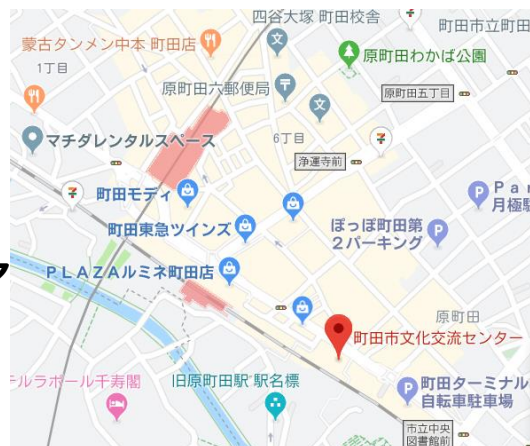 四谷大塚 町田校舎
町田市立町田
蒙古タンメン中本 町田店
原町田わかば公園
1丁目
原町田六郵便局
原町田五丁目
6丁目
マチダレンタルスペース
浄運寺前
町田モディ
Par
月極駐
町田東急ツインズ
ぽっぽ町田第
2パーキング
PLAZAルミネ町田店
原町田
町田市文化交流センター
テルラポール千寿閣
旧原町田駅 駅名標
町田ターミナル
自転車駐車場
市立中央
図書館前